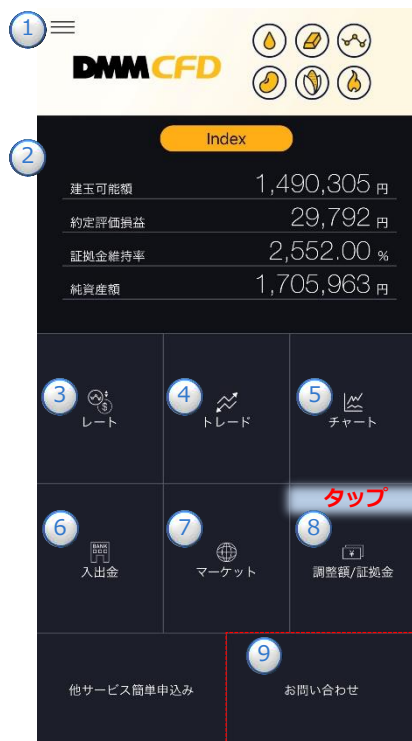 1
DMM CFD
2
Index
建玉可能額 1,490,305 円
約定評価損益 29,792 円
証拠金維持率 2,552.00 %
純資産額 1,705,963 円
3 4 5
$
レート トレード チャート
タップ
6 7 8
BANK ¥
入出金 マーケット 調整額/証拠金
9
他サービス簡単申込み お問い合わせ